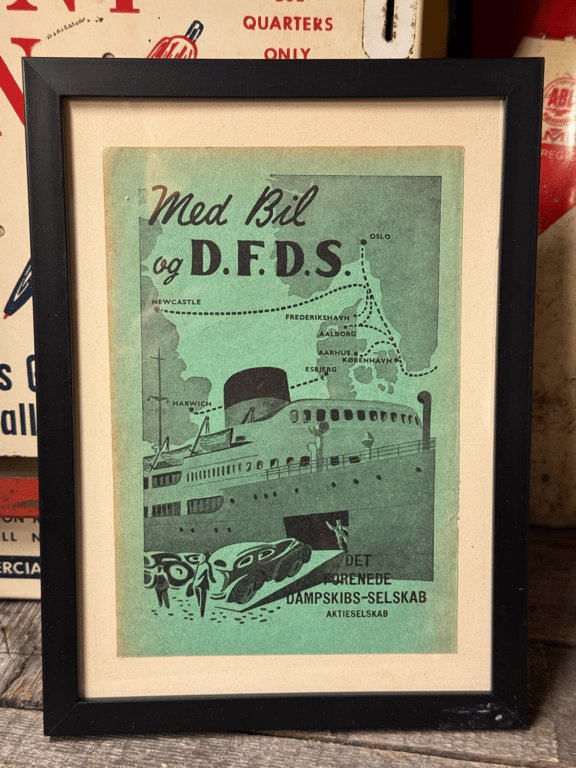 QUARTERS
ONLY
Med Bil
og D.F.D.S.
OSLO
NEWCASTLE
FREDERIKSHAVN
AALBORG
AARHUS
KØBENHAVN
ESBJERG
HARWICH
DET
FORENEDE
DAMPSKIBS-SELSKAB
AKTIESELSKAB